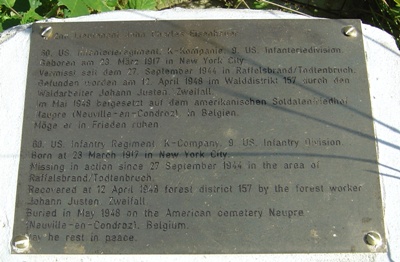 60. US Infanterieregiment, K-Kompanie, 9. US. Infanteriedivision.
Geboren am 23. März 1917 in New York City.
Vermisst seit dem 27. September 1944 in Raffelsbrand/Todtenbruch.
Gefunden worden am 12. April 1948 im Walddistrikt 157 durch den
Waldarbeiter Johann Justen, Zweifall.
Im Mai 1948 beigesetzt auf dem amerikanischen Soldatenfriedhof
Neupre (Neuville-en-Condroz), in Belgien.
Möge er in Frieden ruhen.
60. US. Infantry Regiment, K-Company, 9. US. Infantry Division.
Born at 23 March 1917 in New York City.
Missing in action since 27 September 1944 in the area of
Raffelsbrand/Todtenbruch.
Recovered at 12 April 1948 forest district 157 by the forest worker
Johann Justen, Zweifall.
Buried in May 1948 on the American cemetery Neupre
(Neuville-en-Condroz), Belgium.
May he rest in peace.